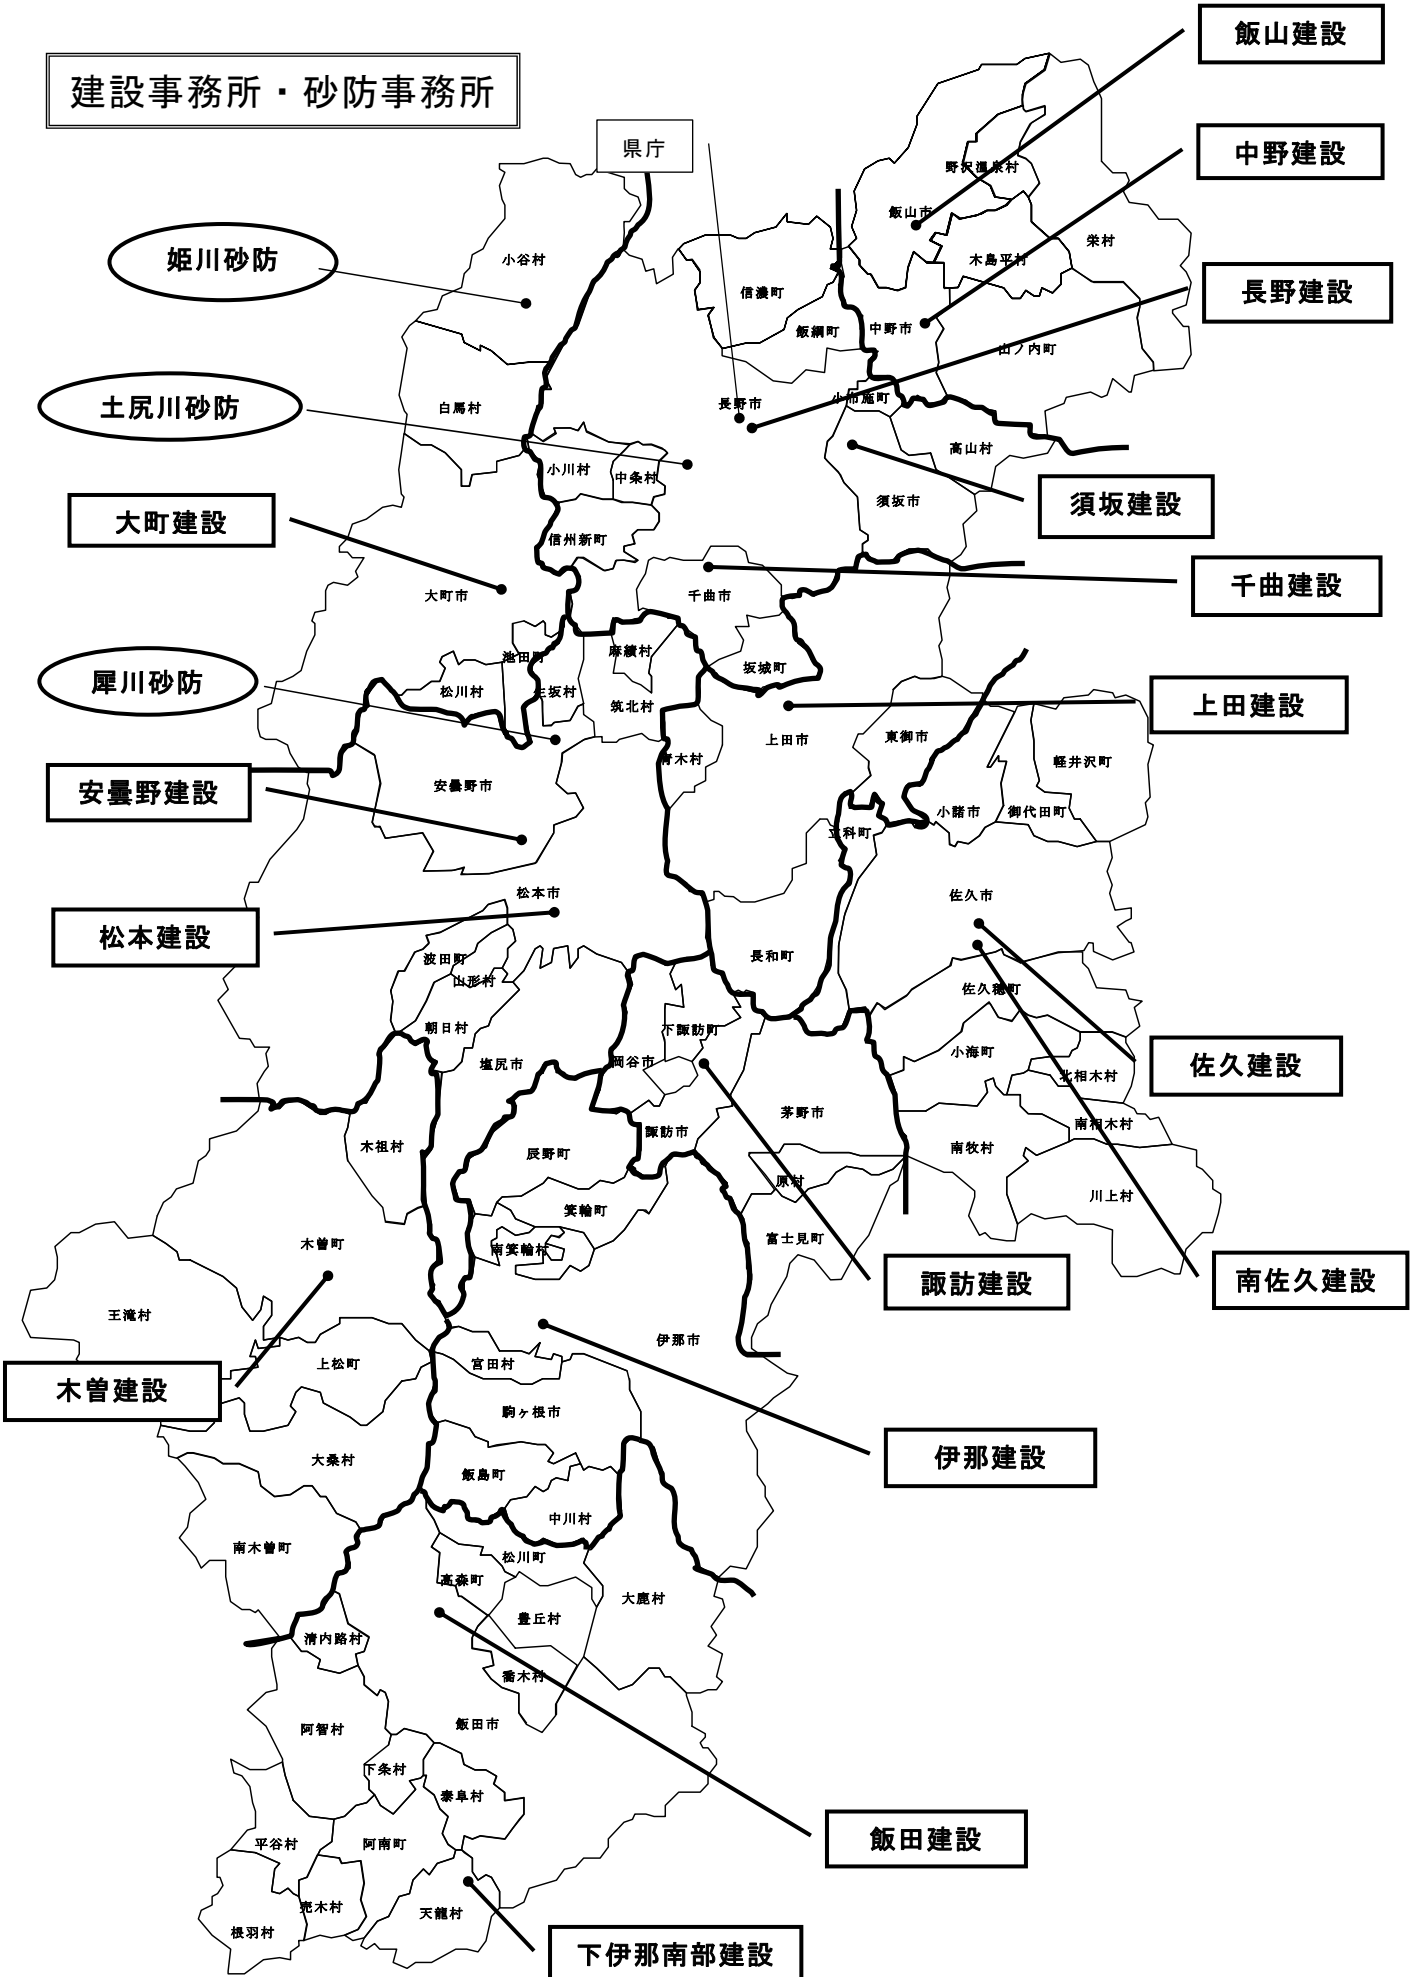 建設事務所・砂防事務所
県庁
飯山建設
中野建設
長野建設
姫川砂防
土尻川砂防
大町建設
須坂建設
千曲建設
犀川砂防
上田建設
安曇野建設
松本建設
佐久建設
南佐久建設
諏訪建設
木曽建設
伊那建設
飯田建設
下伊那南部建設
野沢温泉村
飯山市
栄村
木島平村
小谷村
信濃町
飯綱町
中野市
山ノ内町
白馬村
長野市
小布施町
高山村
小川村
中条村
須坂市
信州新町
大町市
千曲市
池田町
麻績村
坂城町
松川村
生坂村
筑北村
上田市
東御市
青木村
軽井沢町
安曇野市
小諸市
御代田町
立科町
松本市
佐久市
波田町
山形村
長和町
佐久穂町
朝日村
塩尻市
岡谷市
下諏訪町
小海町
北相木村
茅野市
木祖村
辰野町
諏訪市
南牧村
南相木村
原村
川上村
箕輪町
南箕輪村
富士見町
木曽町
王滝村
上松町
宮田村
伊那市
駒ヶ根市
大桑村
飯島町
中川村
南木曽町
松川町
高森町
大鹿村
豊丘村
清内路村
喬木村
阿智村
飯田市
下条村
泰阜村
平谷村
阿南町
売木村
天龍村
根羽村